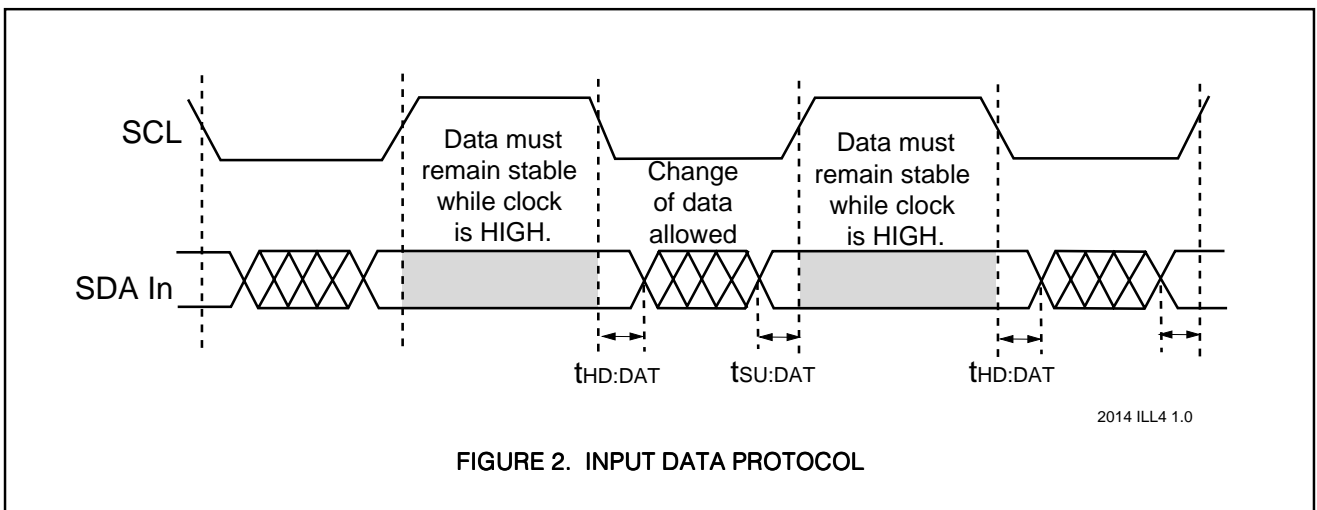 SCL
Data must
remain stable
while clock
is HIGH.
Change
of data
allowed
Data must
remain stable
while clock
is HIGH.
SDA In
tHD:DAT
tSU:DAT
tHD:DAT
2014 ILL4 1.0
FIGURE 2. INPUT DATA PROTOCOL